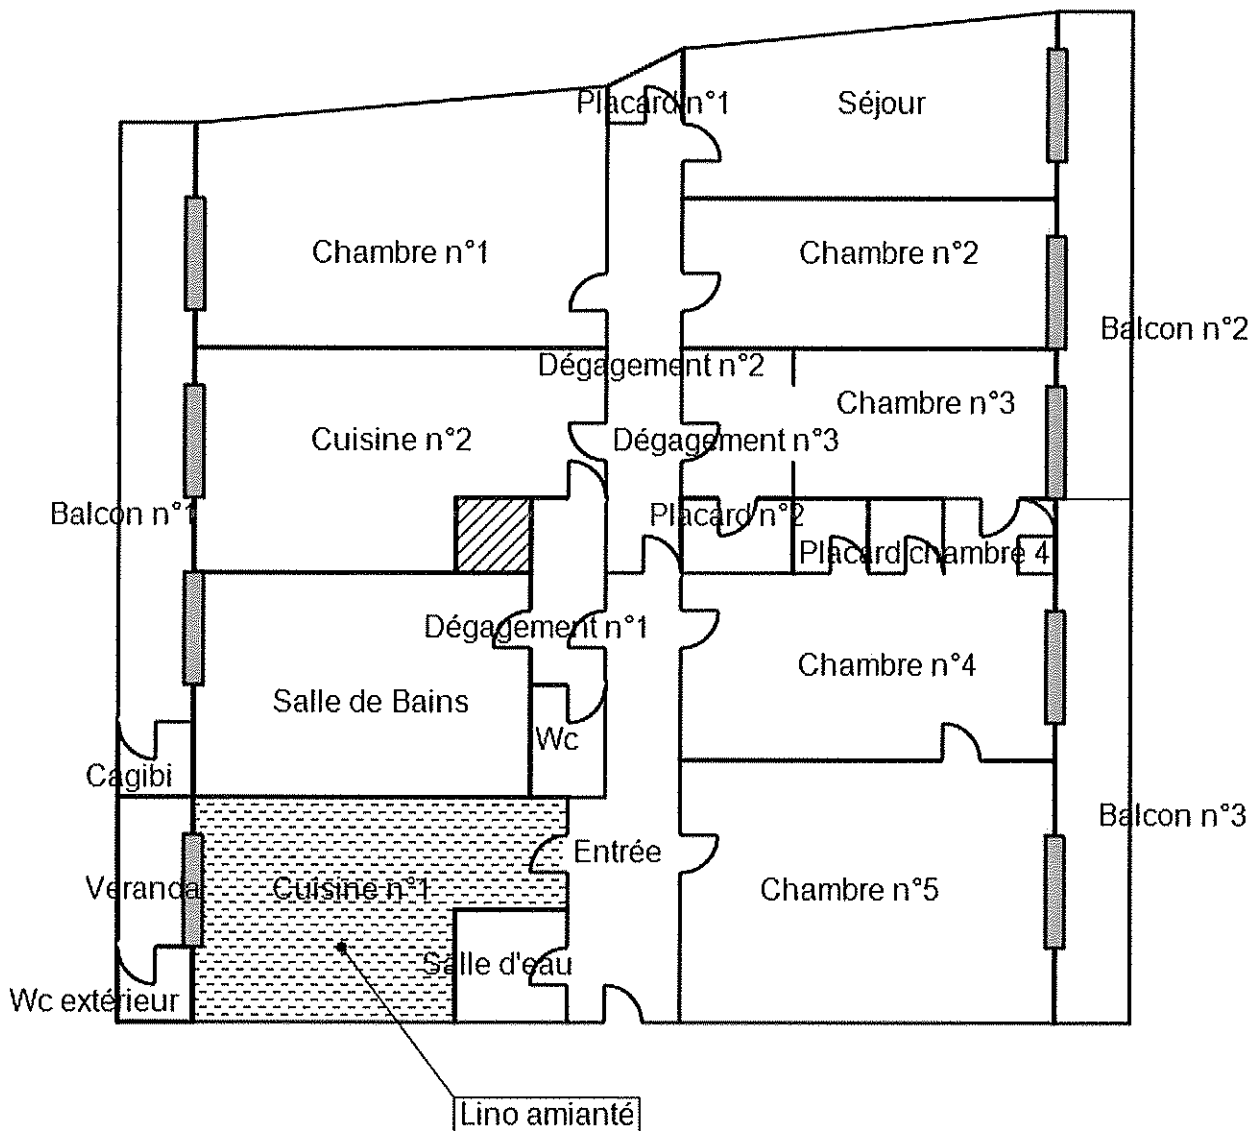 Placard n°1
Séjour
Chambre n°1
Chambre n°2
Balcon n°2
Dégagement n°2
Chambre n°3
Cuisine n°2
Dégagement n°3
Balcon n°1
Placard n°2
Placard chambre 4
Dégagement n°1
Chambre n°4
Salle de Bains
Wc
Cagibi
Balcon n°3
Entrée
Veranda
Cuisine n°1
Chambre n°5
Salle d'eau
Wc extérieur
Lino amianté